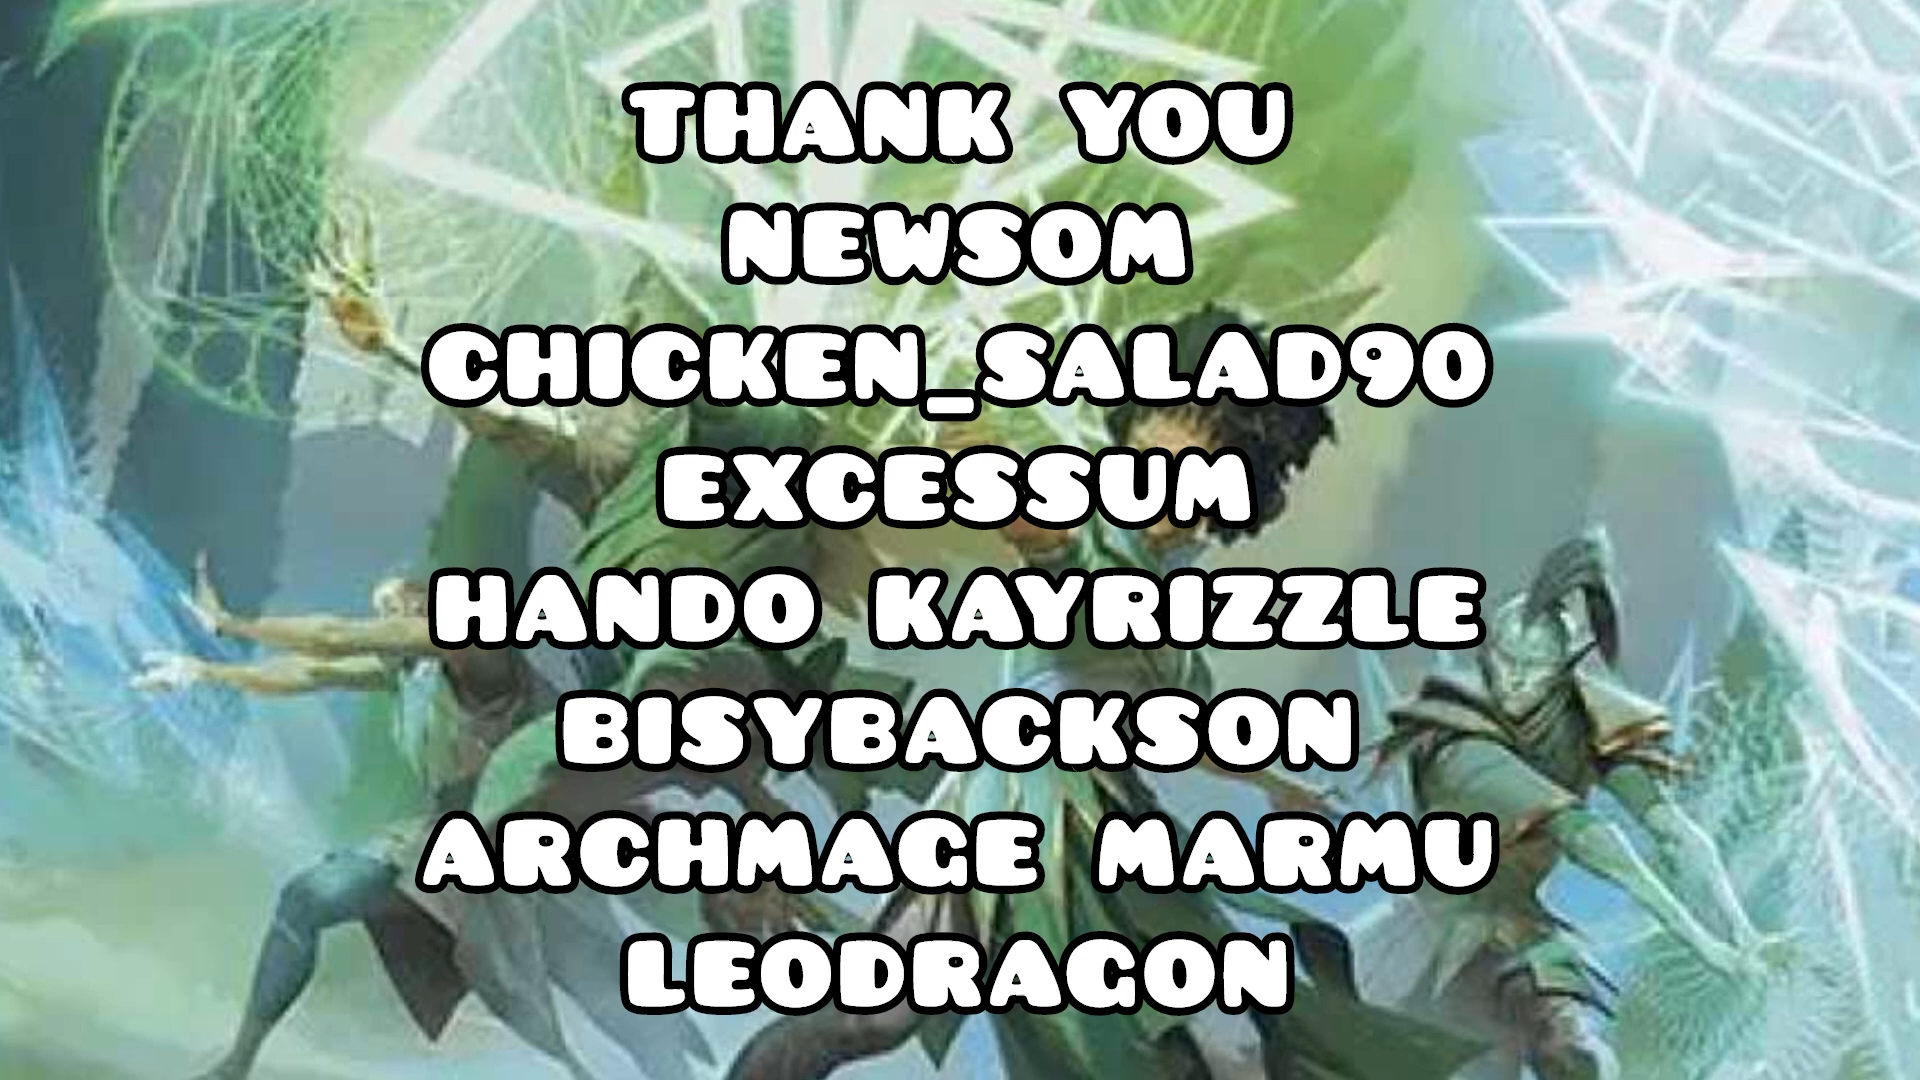 THANK YOU
NEWSOM
CHICKEN_SALAD90
EXCESSUM
HANDO KAYRIZZLE
BISYBACKSON
ARCHMAGE MARMU
LEODRAGON